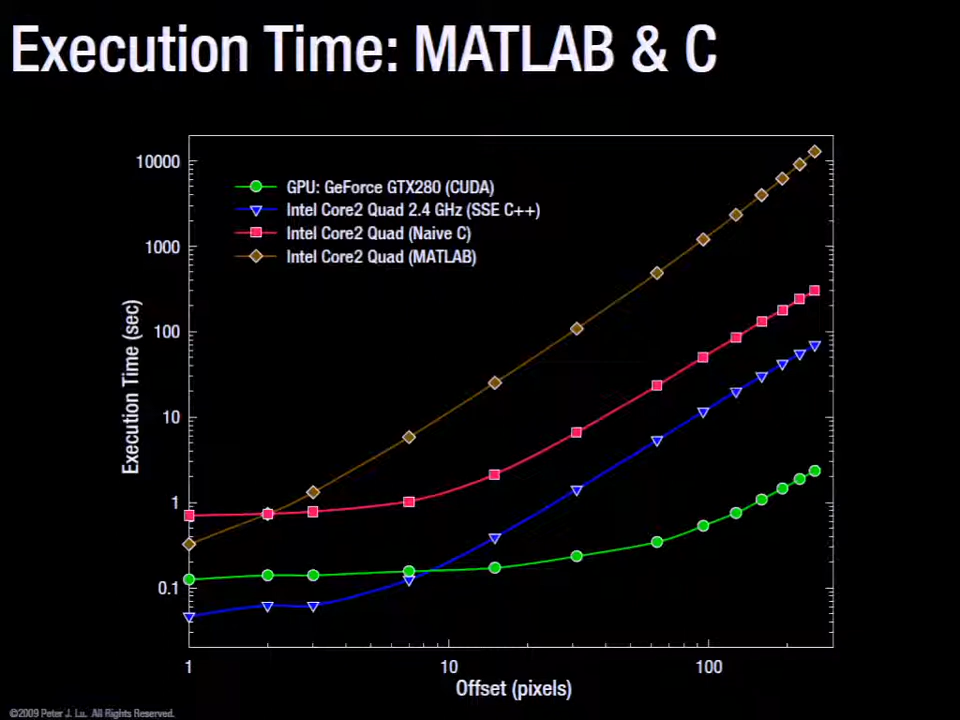 Execution Time: MATLAB & C
10000
1000
100
10
1
0.1
Execution Time (sec)
GPU: GeForce GTX280 (CUDA)
Intel Core2 Quad 2.4 GHz (SSE C++)
Intel Core2 Quad (Naive C)
Intel Core2 Quad (MATLAB)
1 10 100
Offset (pixels)
©2009 Peter J. Lu. All Rights Reserved.